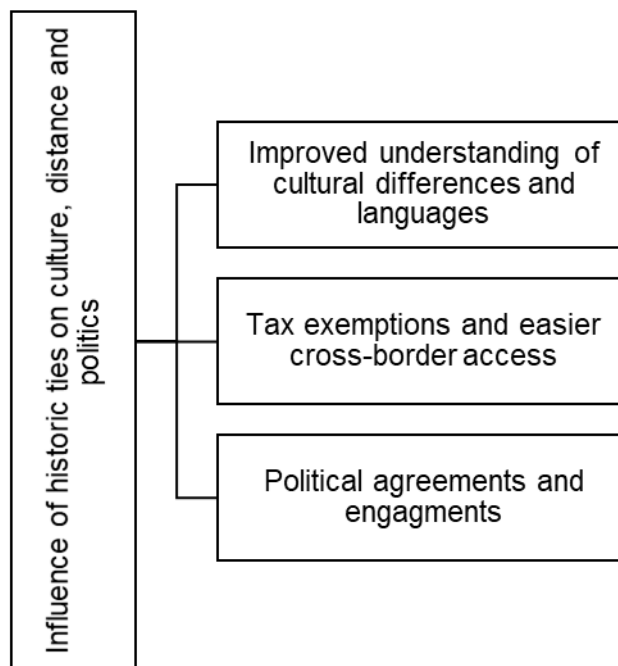 Influence of historic ties on culture, distance and
politics
Improved understanding of
cultural differences and
languages
Tax exemptions and easier
cross-border access
Political agreements and
engagments